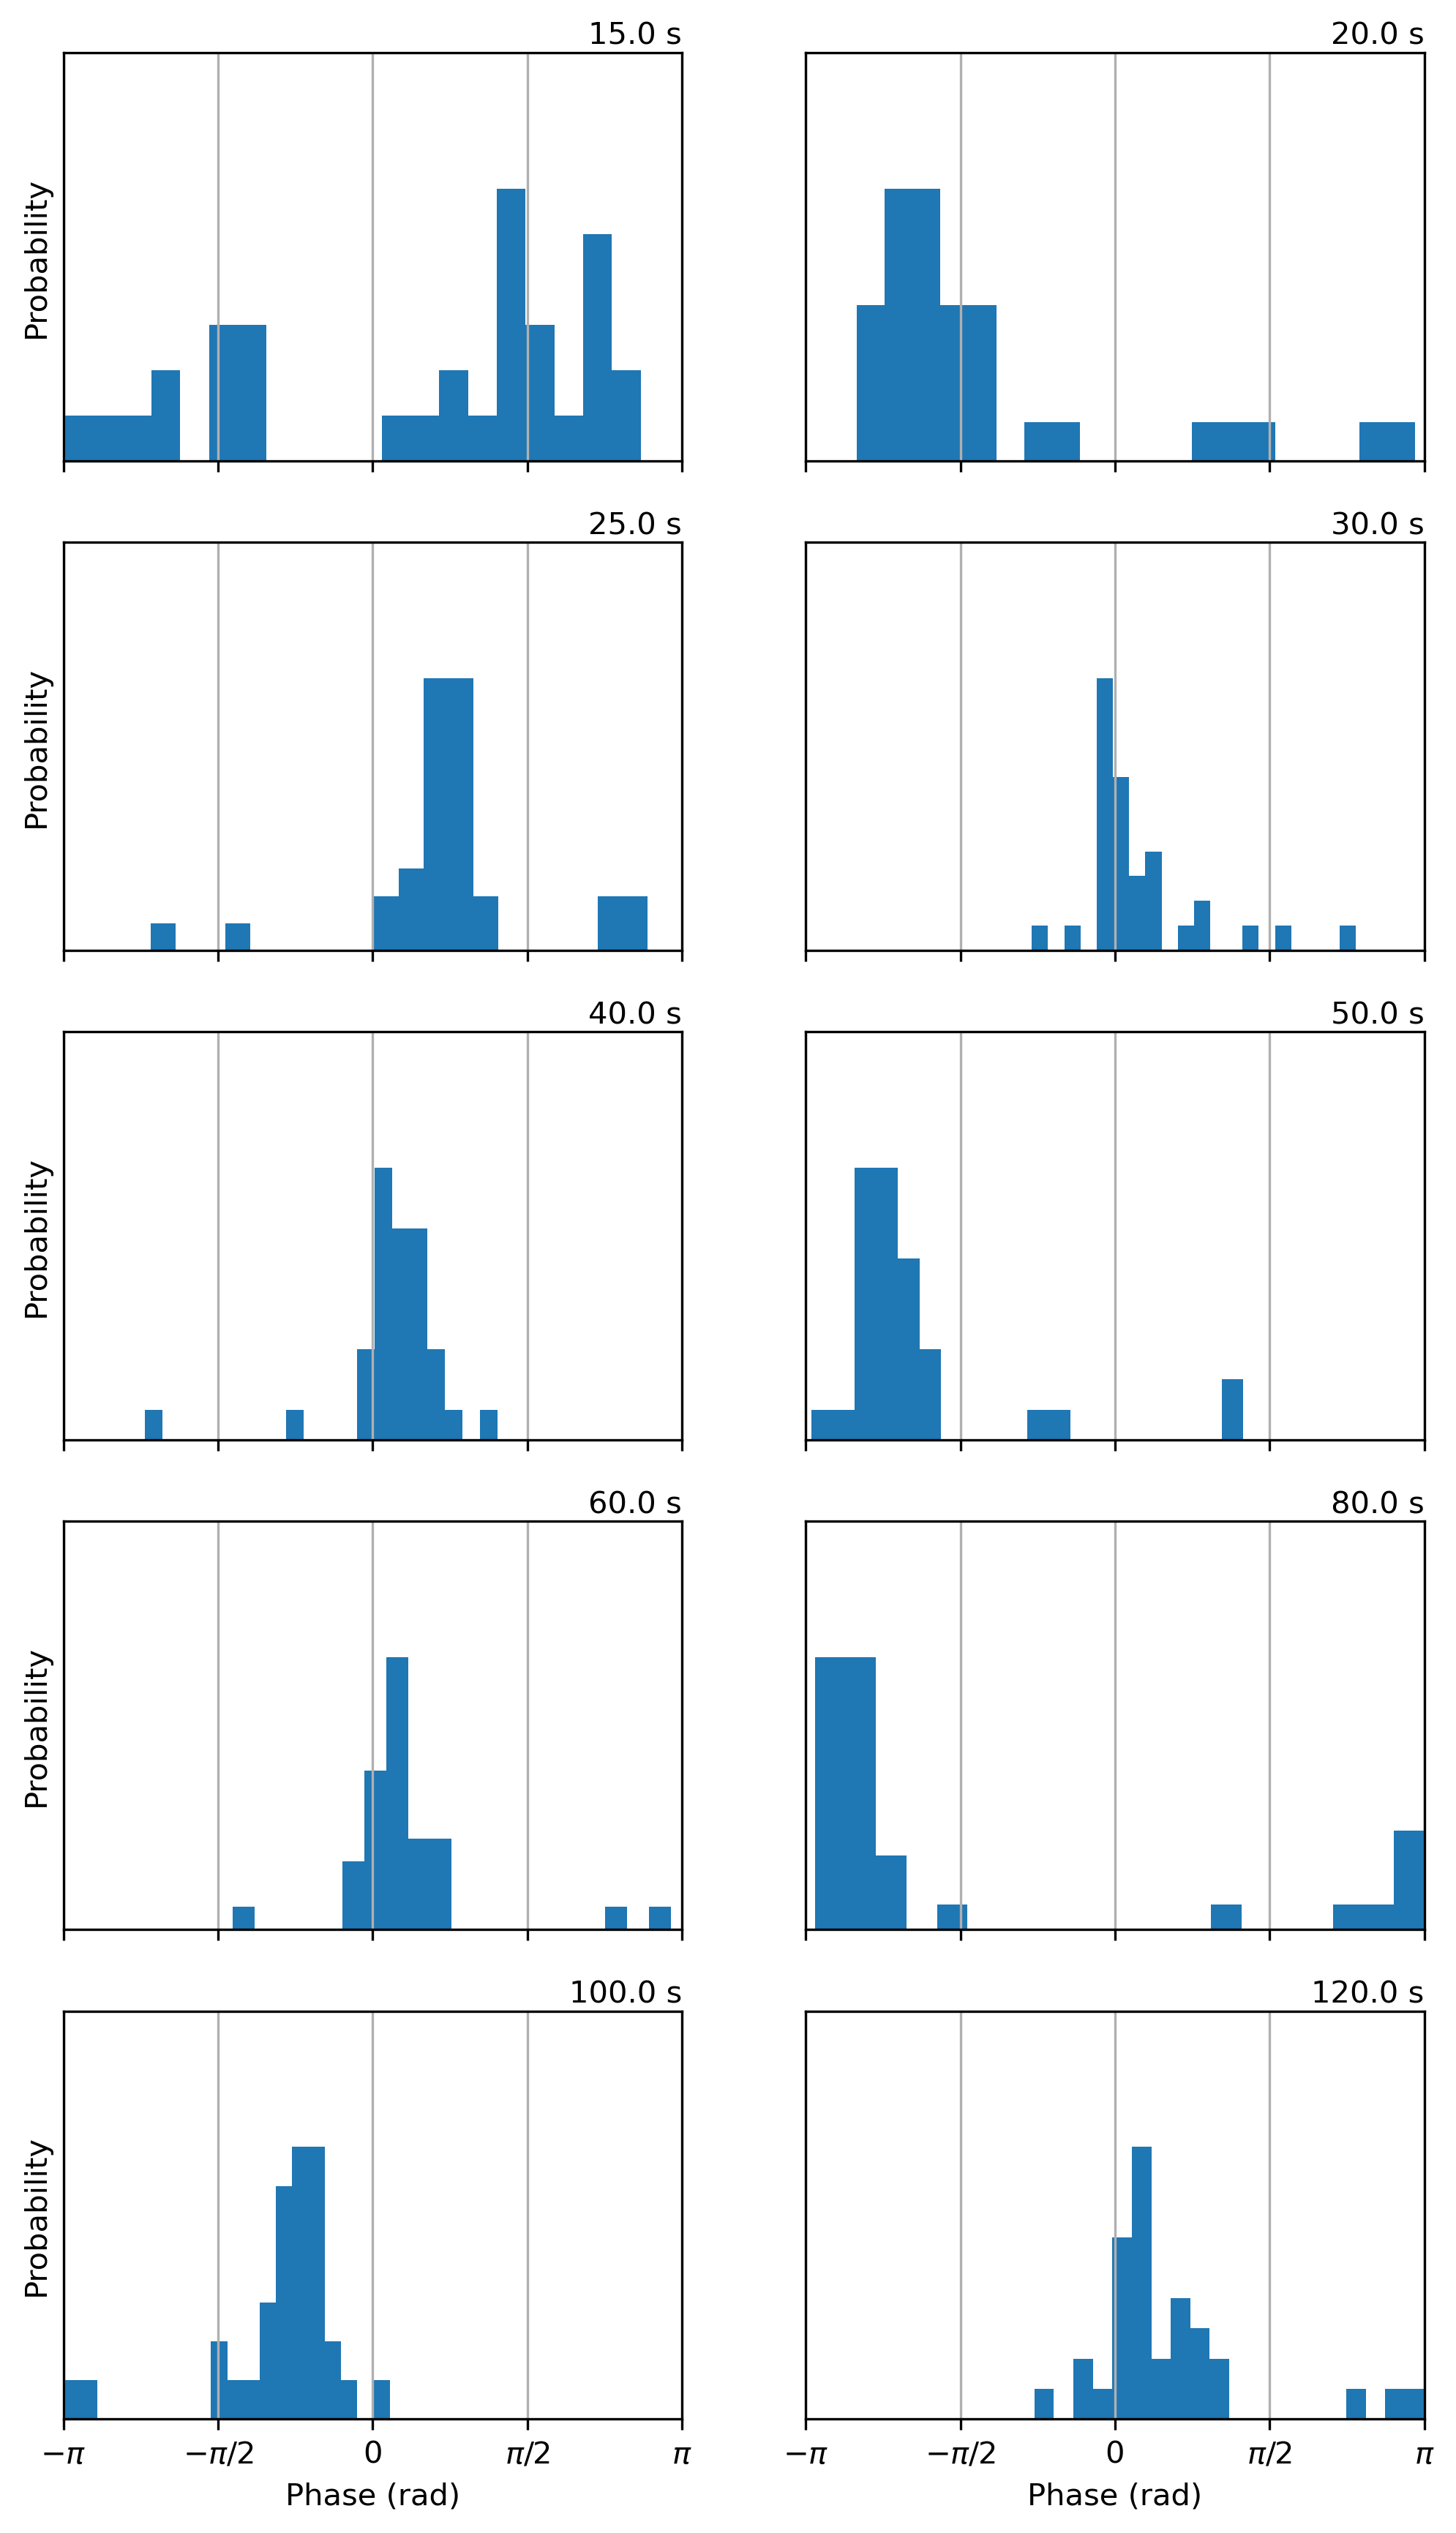 15.0 s
20.0 s
Probability
25.0 s
30.0 s
Probability
40.0 s
50.0 s
Probability
60.0 s
80.0 s
Probability
100.0 s
120.0 s
Probability
−π −π/2 0 π/2 π
−π −π/2 0 π/2 π
Phase (rad)
Phase (rad)